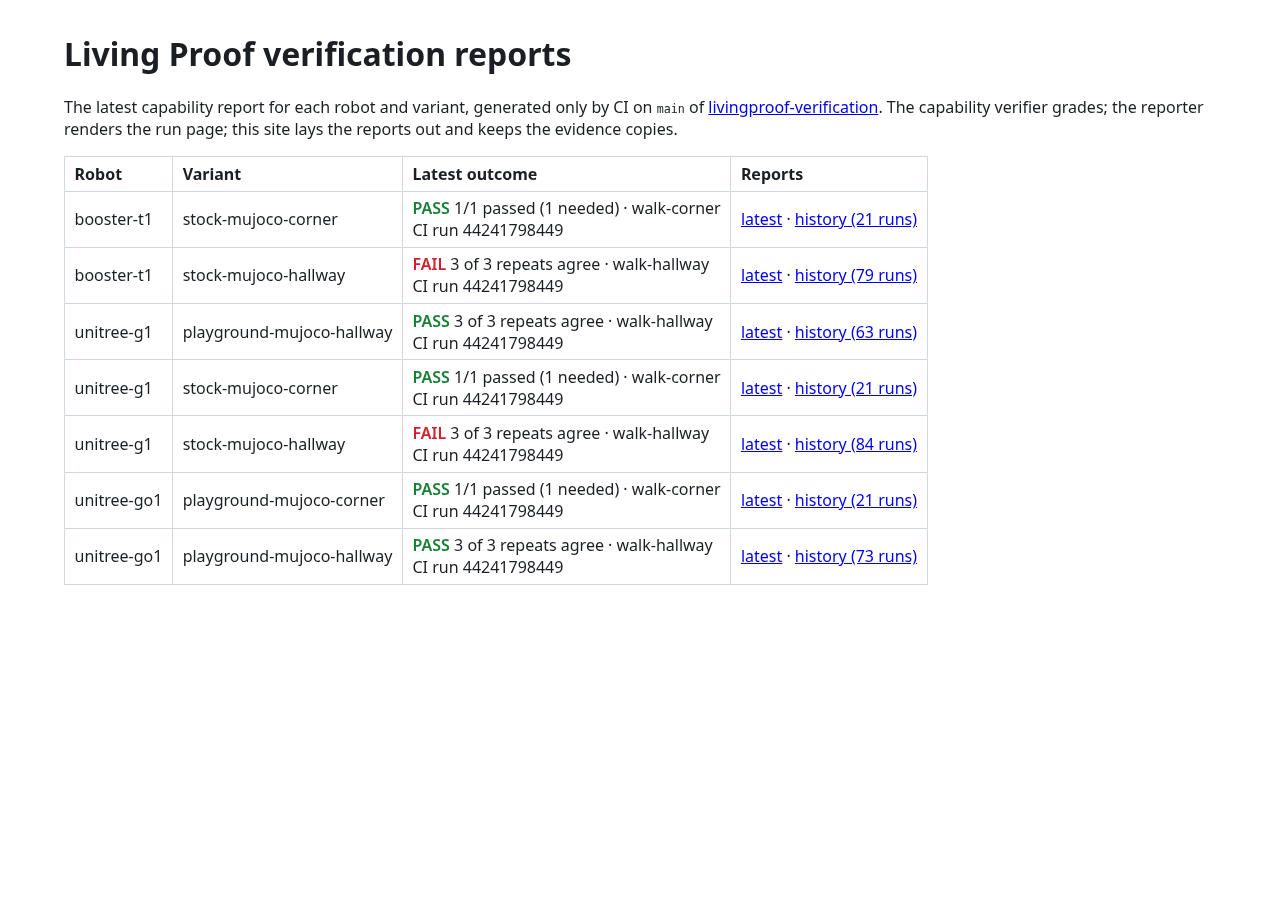 Living Proof verification reports
The latest capability report for each robot and variant, generated only by CI on main of livingproof-verification. The capability verifier grades; the reporter
renders the run page; this site lays the reports out and keeps the evidence copies.
Robot Variant Latest outcome Reports
booster-t1 stock-mujoco-corner PASS 1/1 passed (1 needed) · walk-corner latest · history (21 runs)
CI run 44241798449
booster-t1 stock-mujoco-hallway FAIL 3 of 3 repeats agree · walk-hallway latest · history (79 runs)
CI run 44241798449
unitree-g1 playground-mujoco-hallway PASS 3 of 3 repeats agree · walk-hallway latest · history (63 runs)
CI run 44241798449
unitree-g1 stock-mujoco-corner PASS 1/1 passed (1 needed) · walk-corner latest · history (21 runs)
CI run 44241798449
unitree-g1 stock-mujoco-hallway FAIL 3 of 3 repeats agree · walk-hallway latest · history (84 runs)
CI run 44241798449
unitree-go1 playground-mujoco-corner PASS 1/1 passed (1 needed) · walk-corner latest · history (21 runs)
CI run 44241798449
unitree-go1 playground-mujoco-hallway PASS 3 of 3 repeats agree · walk-hallway latest · history (73 runs)
CI run 44241798449